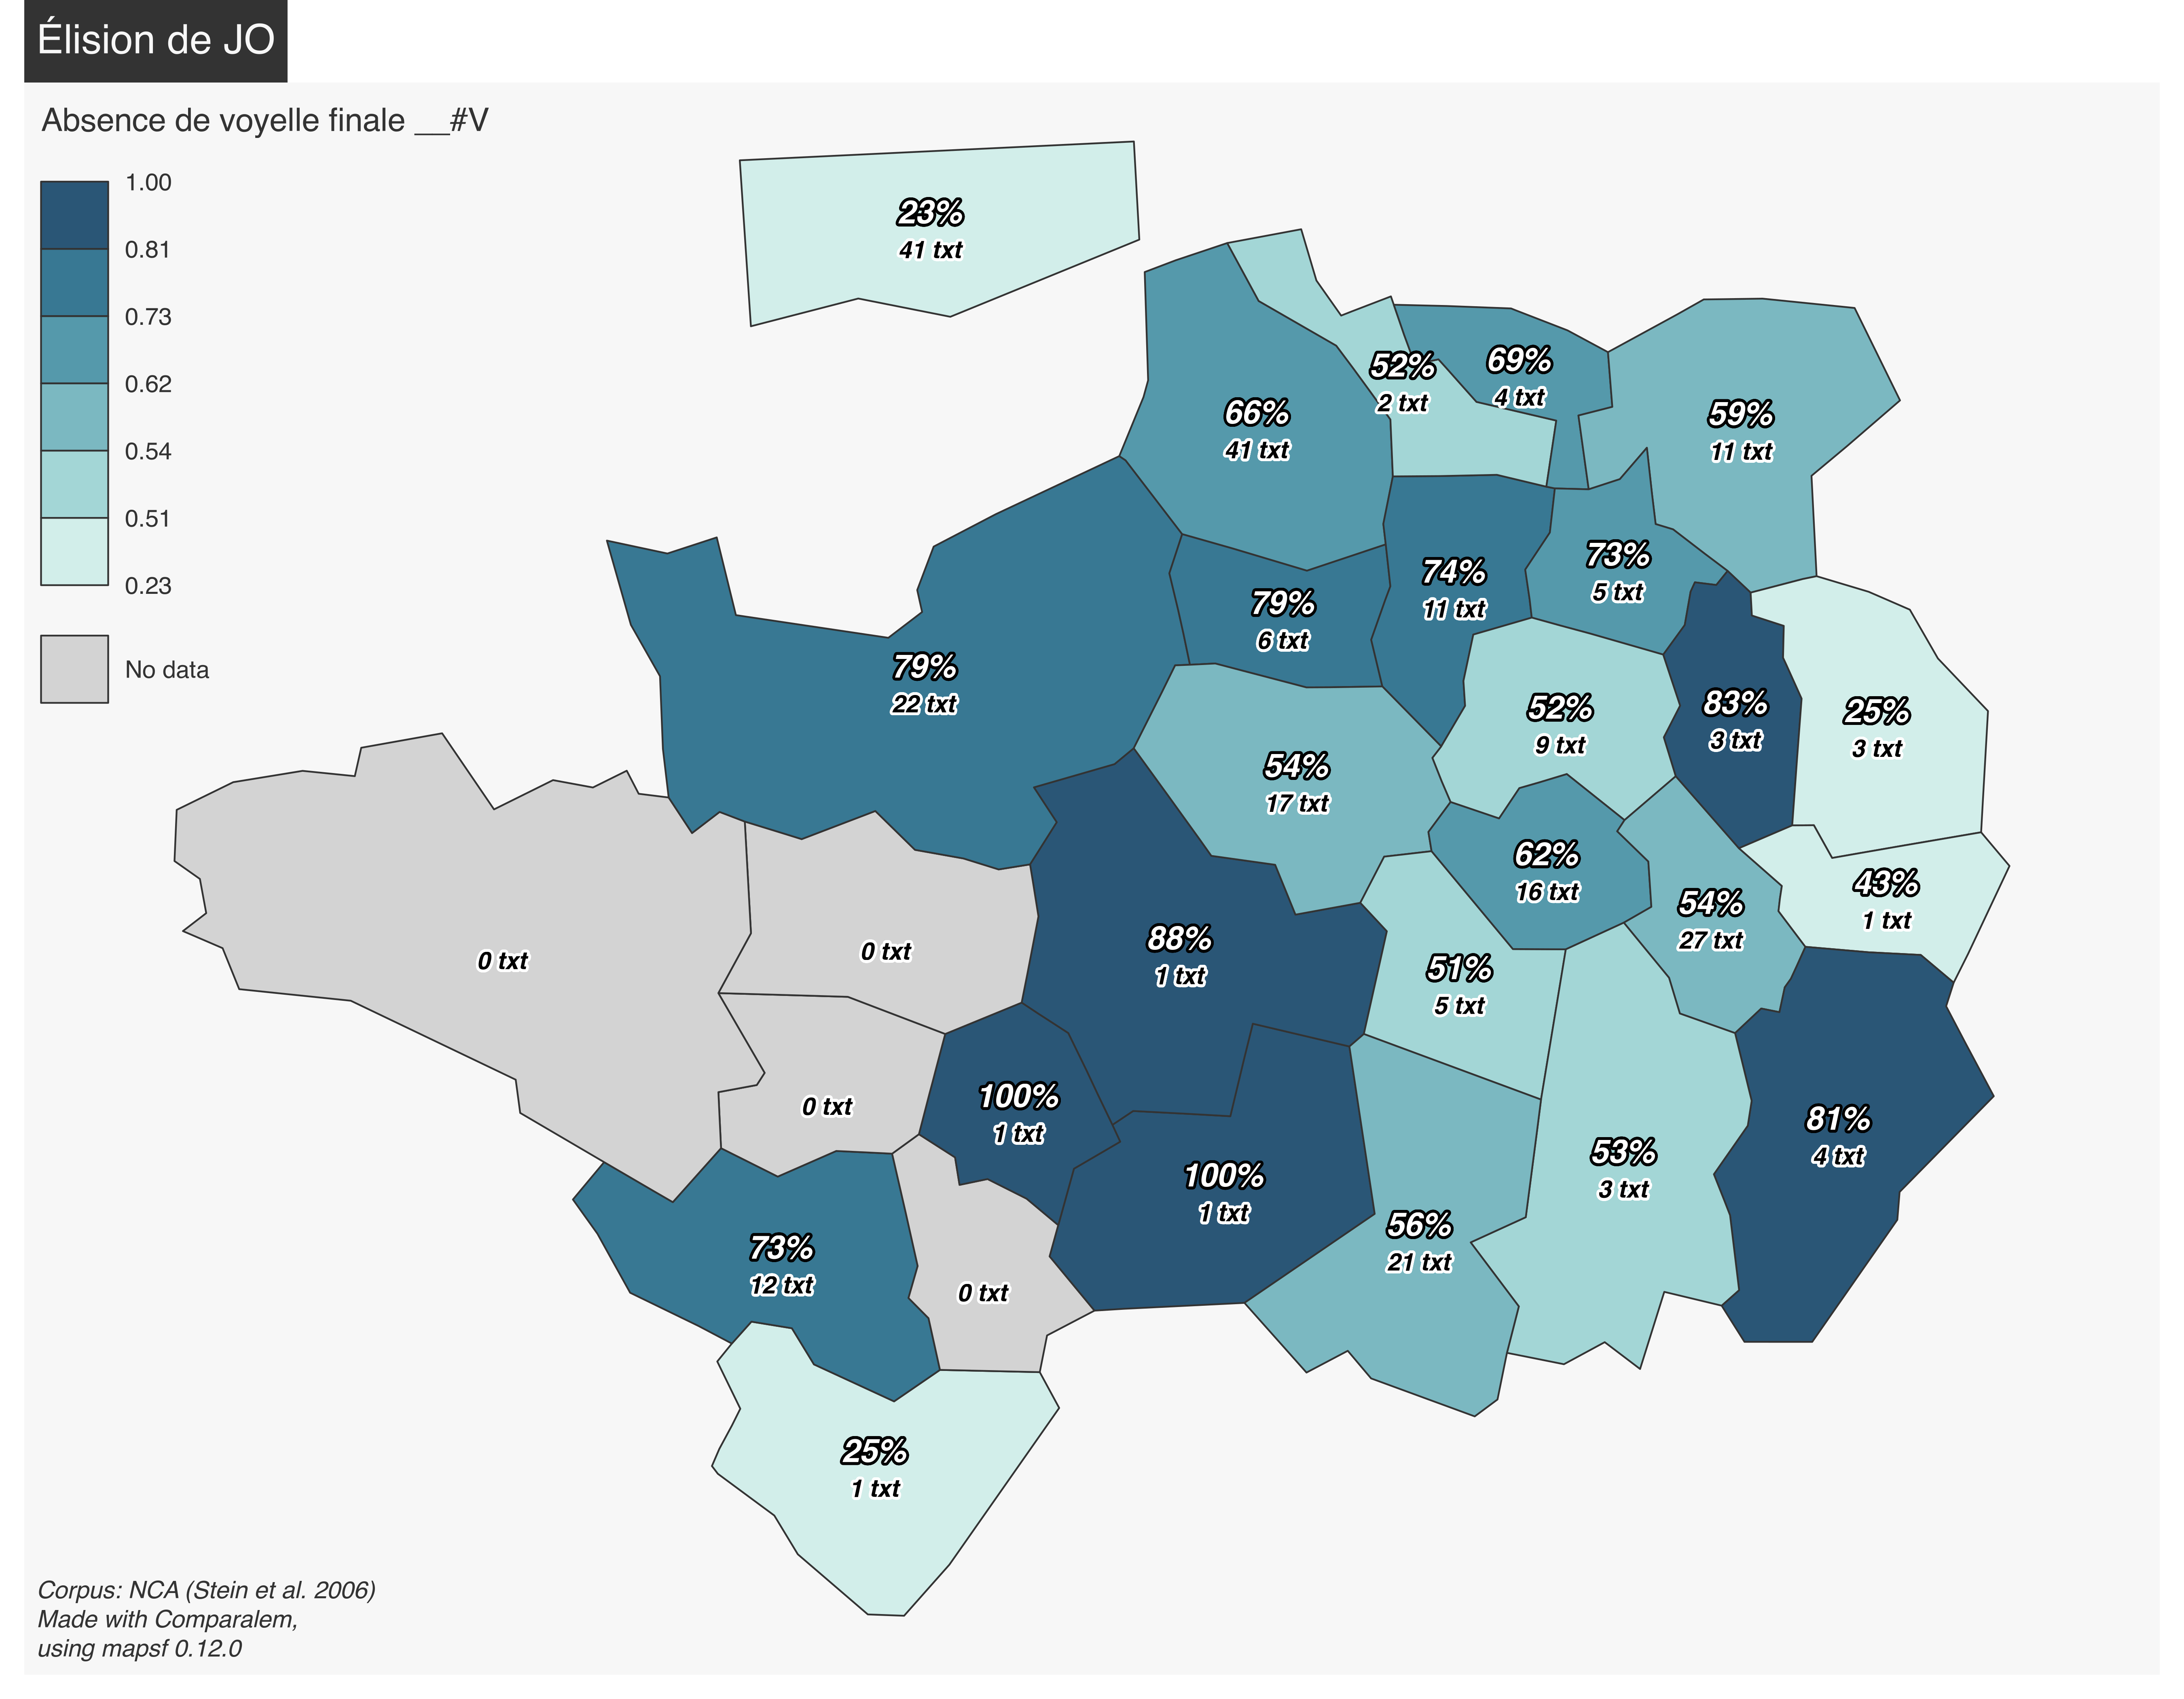 Élision de JO
Absence de voyelle finale __#V
1.00
0.81
0.73
0.62
0.54
0.51
0.23
No data
23%
41 txt
52%
2 txt
69%
4 txt
66%
41 txt
59%
11 txt
73%
5 txt
74%
11 txt
79%
6 txt
79%
22 txt
52%
9 txt
83%
3 txt
25%
3 txt
54%
17 txt
62%
16 txt
43%
1 txt
54%
27 txt
88%
1 txt
0 txt
0 txt
51%
5 txt
0 txt
100%
1 txt
81%
4 txt
53%
3 txt
100%
1 txt
56%
21 txt
73%
12 txt
0 txt
25%
1 txt
Corpus: NCA (Stein et al. 2006)
Made with Comparalem,
using mapsf 0.12.0